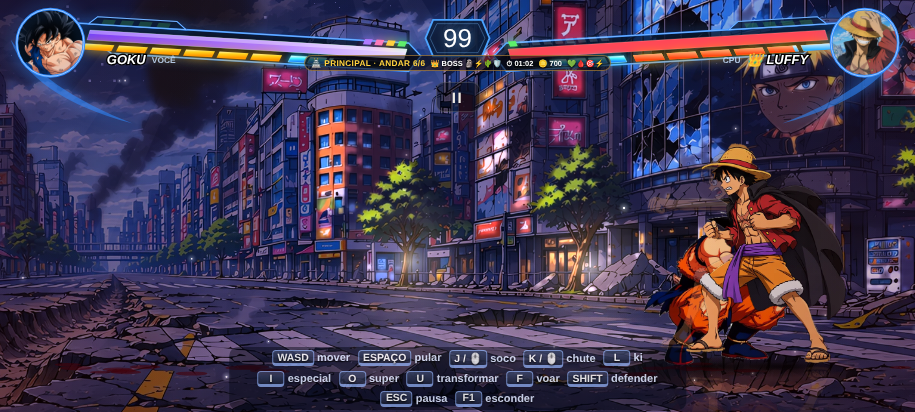 99
GOKU VOCÊ
PRINCIPAL · ANDAR 6/6 BOSS 01:02 700
CPU LUFFY
ア
WASD mover ESPAÇO pular J / soco K / chute L ki
I especial O super U transformar F voar SHIFT defender
ESC pausa F1 esconder